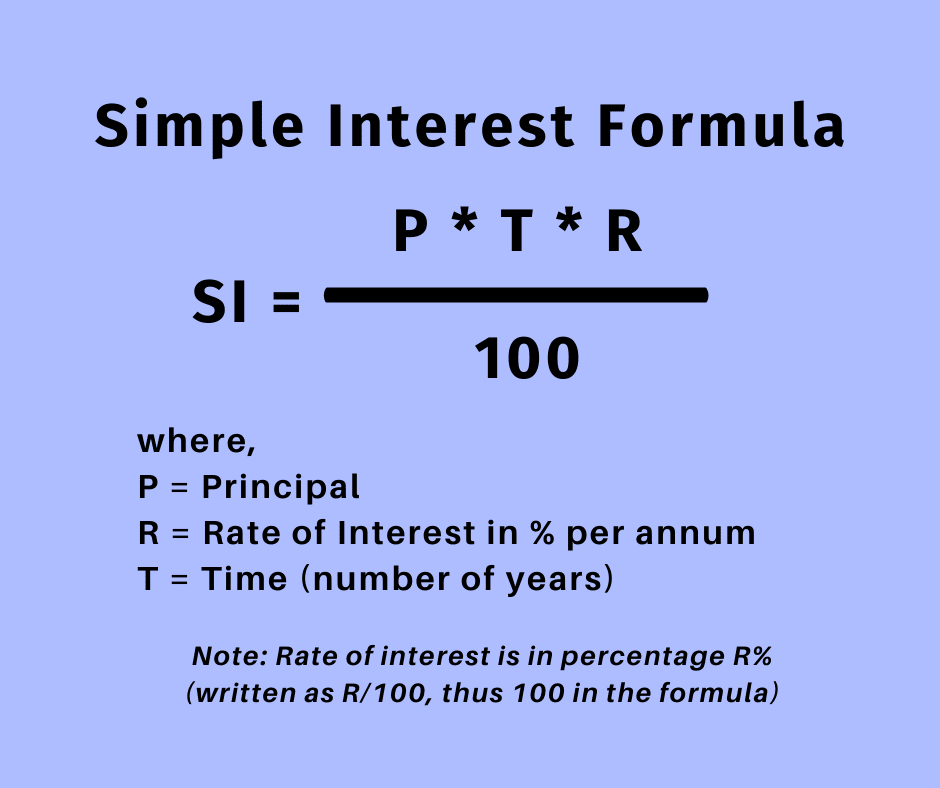 Simple Interest Formula
P * T * R
SI =
100
where,
P = Principal
R = Rate of Interest in % per annum
T = Time (number of years)
Note: Rate of interest is in percentage R%
(written as R/100, thus 100 in the formula)